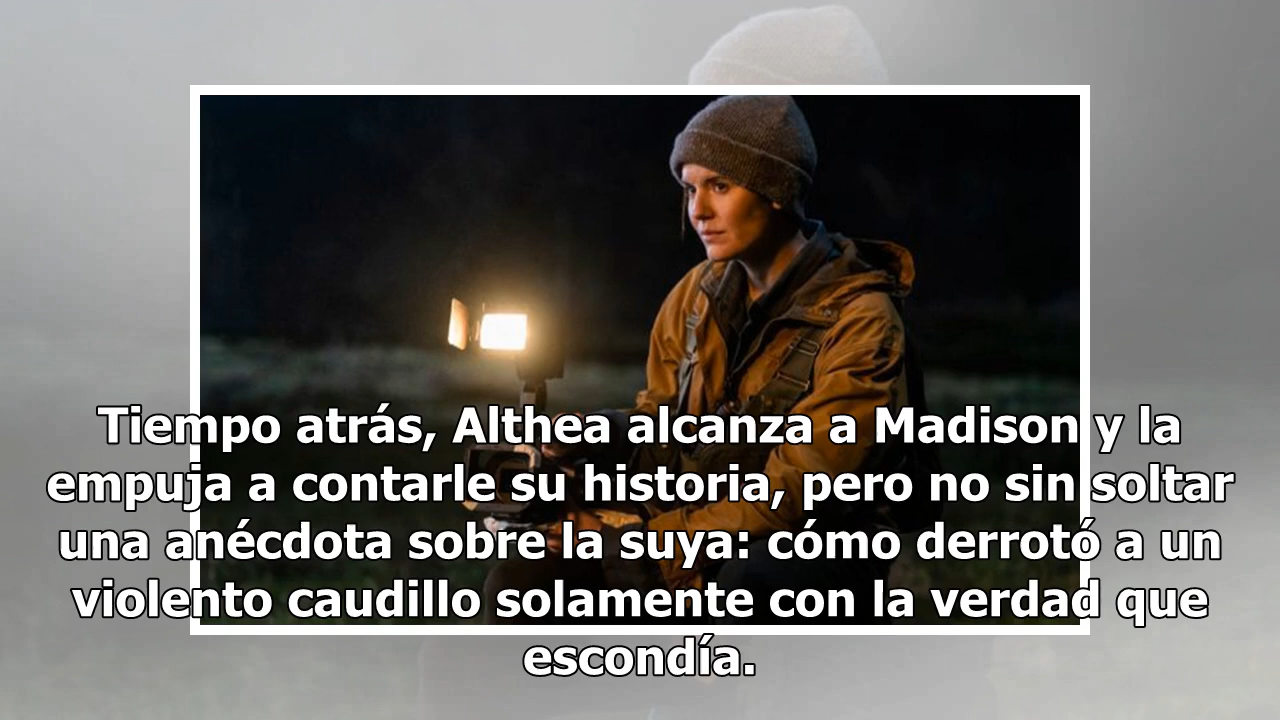 Tiempo atrás, Althea alcanza a Madison y la
empuja a contarle su historia, pero no sin soltar
una anécdota sobre la suya: cómo derrotó a un
violento caudillo solamente con la verdad que
escondía.